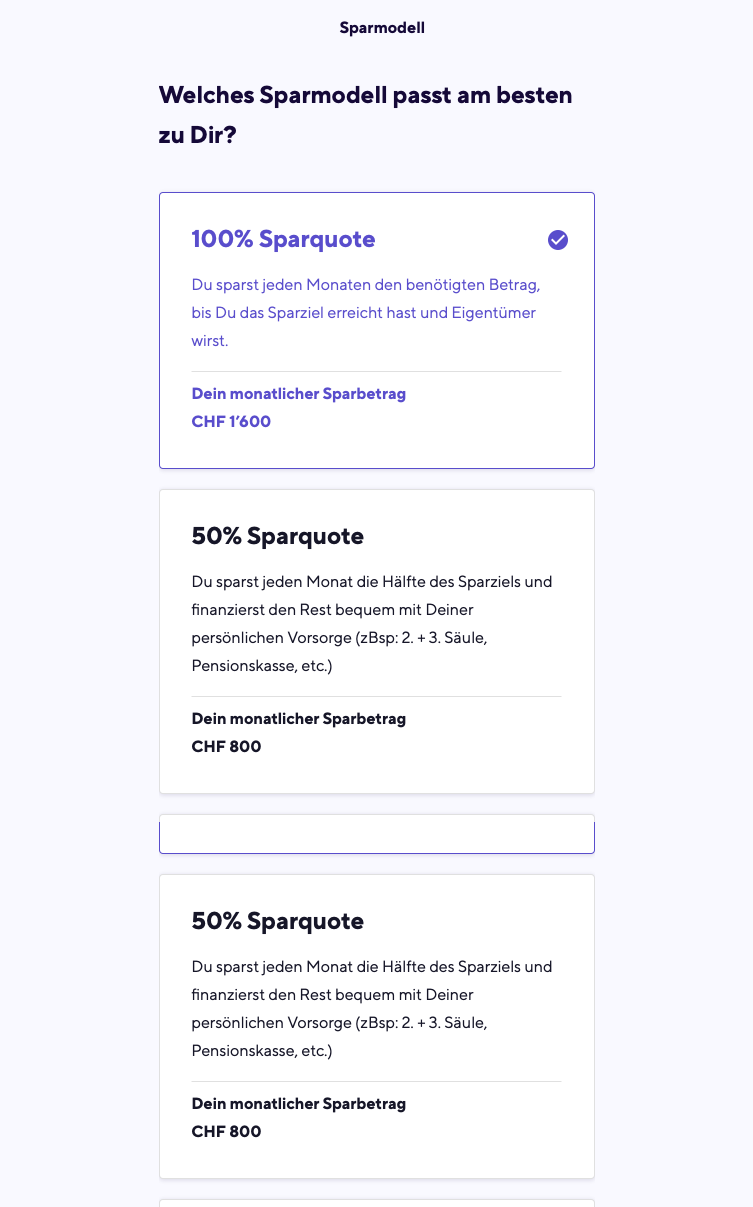 Sparmodell
Welches Sparmodell passt am besten
zu Dir?
100% Sparquote
Du sparst jeden Monaten den benötigten Betrag,
bis Du das Sparziel erreicht hast und Eigentümer
wirst.
Dein monatlicher Sparbetrag
CHF 1’600
50% Sparquote
Du sparst jeden Monat die Hälfte des Sparziels und
finanzierst den Rest bequem mit Deiner
persönlichen Vorsorge (zBsp: 2. + 3. Säule,
Pensionskasse, etc.)
Dein monatlicher Sparbetrag
CHF 800
50% Sparquote
Du sparst jeden Monat die Hälfte des Sparziels und
finanzierst den Rest bequem mit Deiner
persönlichen Vorsorge (zBsp: 2. + 3. Säule,
Pensionskasse, etc.)
Dein monatlicher Sparbetrag
CHF 800